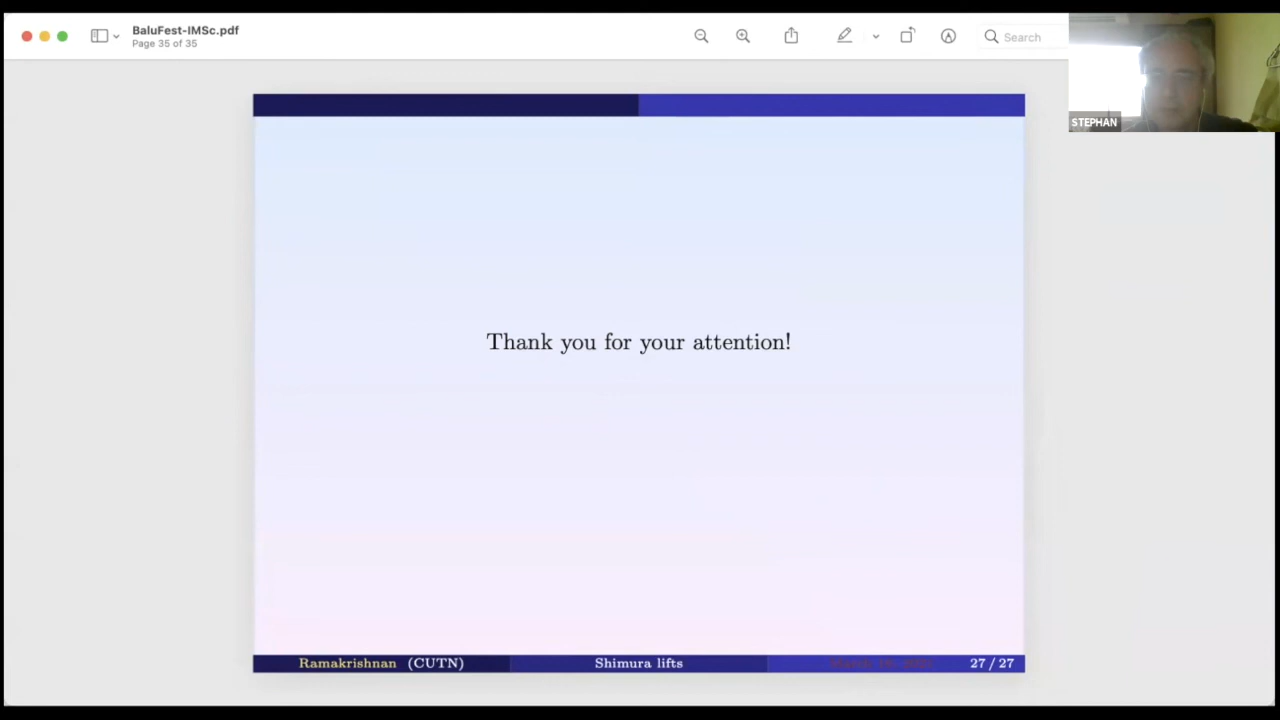 BaluFest-IMSc.pdf
Page 35 of 35
Search
STEPHAN
Thank you for your attention!
Ramakrishnan (CUTN) Shimura lifts 27 / 27